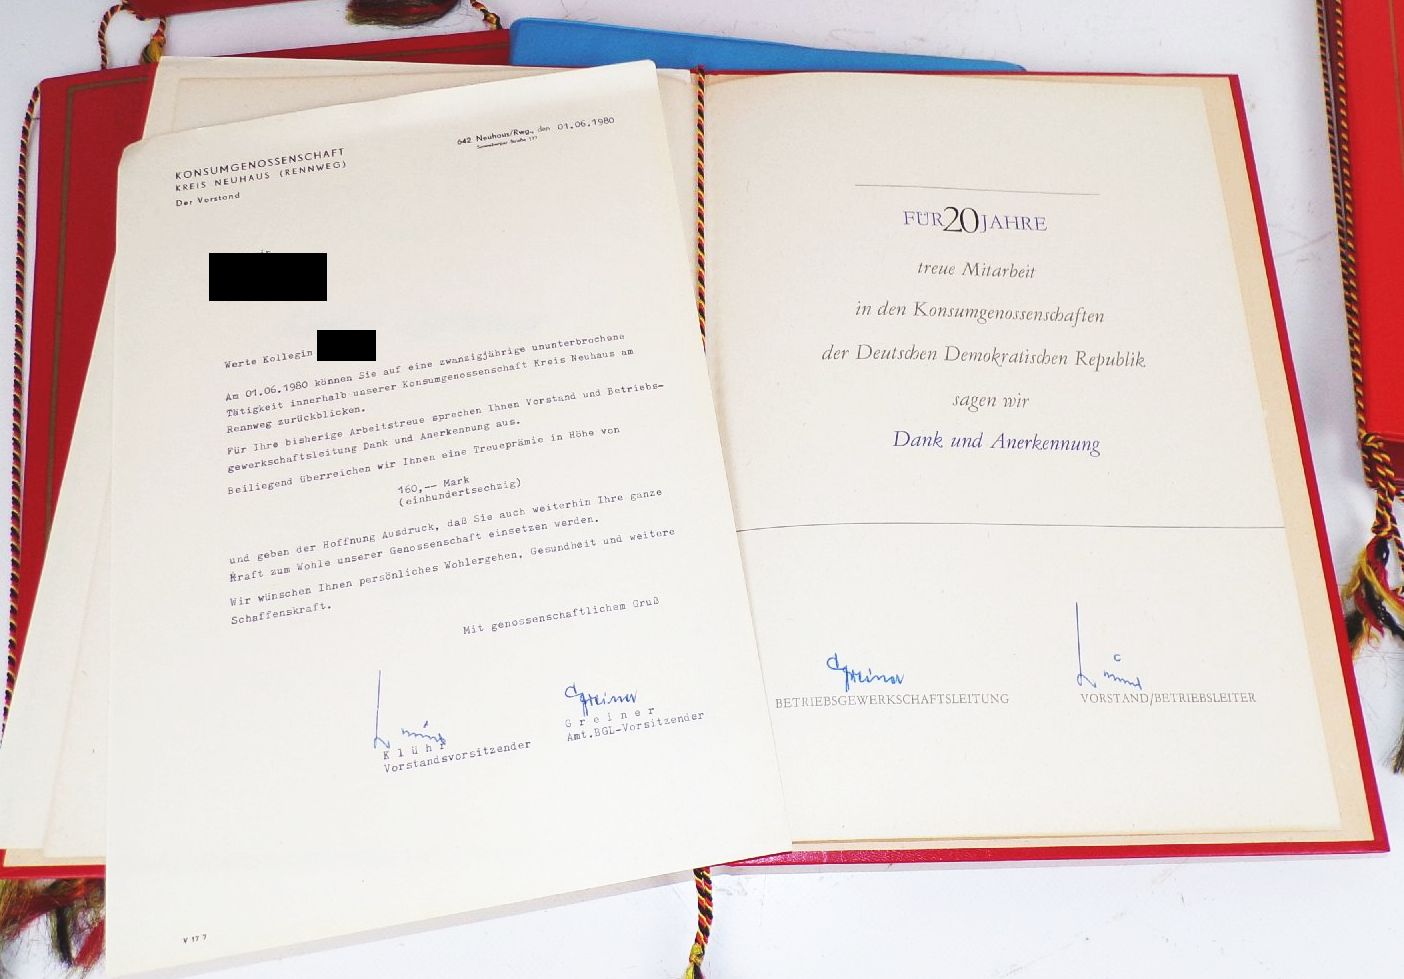 KONSUMGENOSSENSCHAFT
KREIS NEUHAUS (RENNWEG)
Der Vorstand
642 Neuhaus/Rwg., den 01.06.1980
Sonneberger Straße
Werte Kollegin
Am 01.06.1980 können Sie auf eine zwanzigjährige ununterbrochene
Tätigkeit innerhalb unserer Konsumgenossenschaft Kreis Neuhaus am
Rennweg zurückblicken.
Für Ihre bisherige Arbeitstreue sprechen Ihnen Vorstand und Betriebs-
gewerkschaftsleitung Dank und Anerkennung aus.
Beiliegend überreichen wir Ihnen eine Treueprämie in Höhe von
160,-- Mark
(einhundertsechzig)
und geben der Hoffnung Ausdruck, daß Sie auch weiterhin Ihre ganze
Kraft zum Wohle unserer Genossenschaft einsetzen werden.
Wir wünschen Ihnen persönliches Wohlergehen, Gesundheit und weitere
Schaffenskraft.
Mit genossenschaftlichem Gruß
K l ü h r
Vorstandsvorsitzender
Greiner
G r e i n e r
Amt.BGL-Vorsitzender
V 17 7
FÜR 20 JAHRE
treue Mitarbeit
in den Konsumgenossenschaften
der Deutschen Demokratischen Republik
sagen wir
Dank und Anerkennung
Greiner
BETRIEBSGEWERKSCHAFTSLEITUNG
VORSTAND/BETRIEBSLEITER